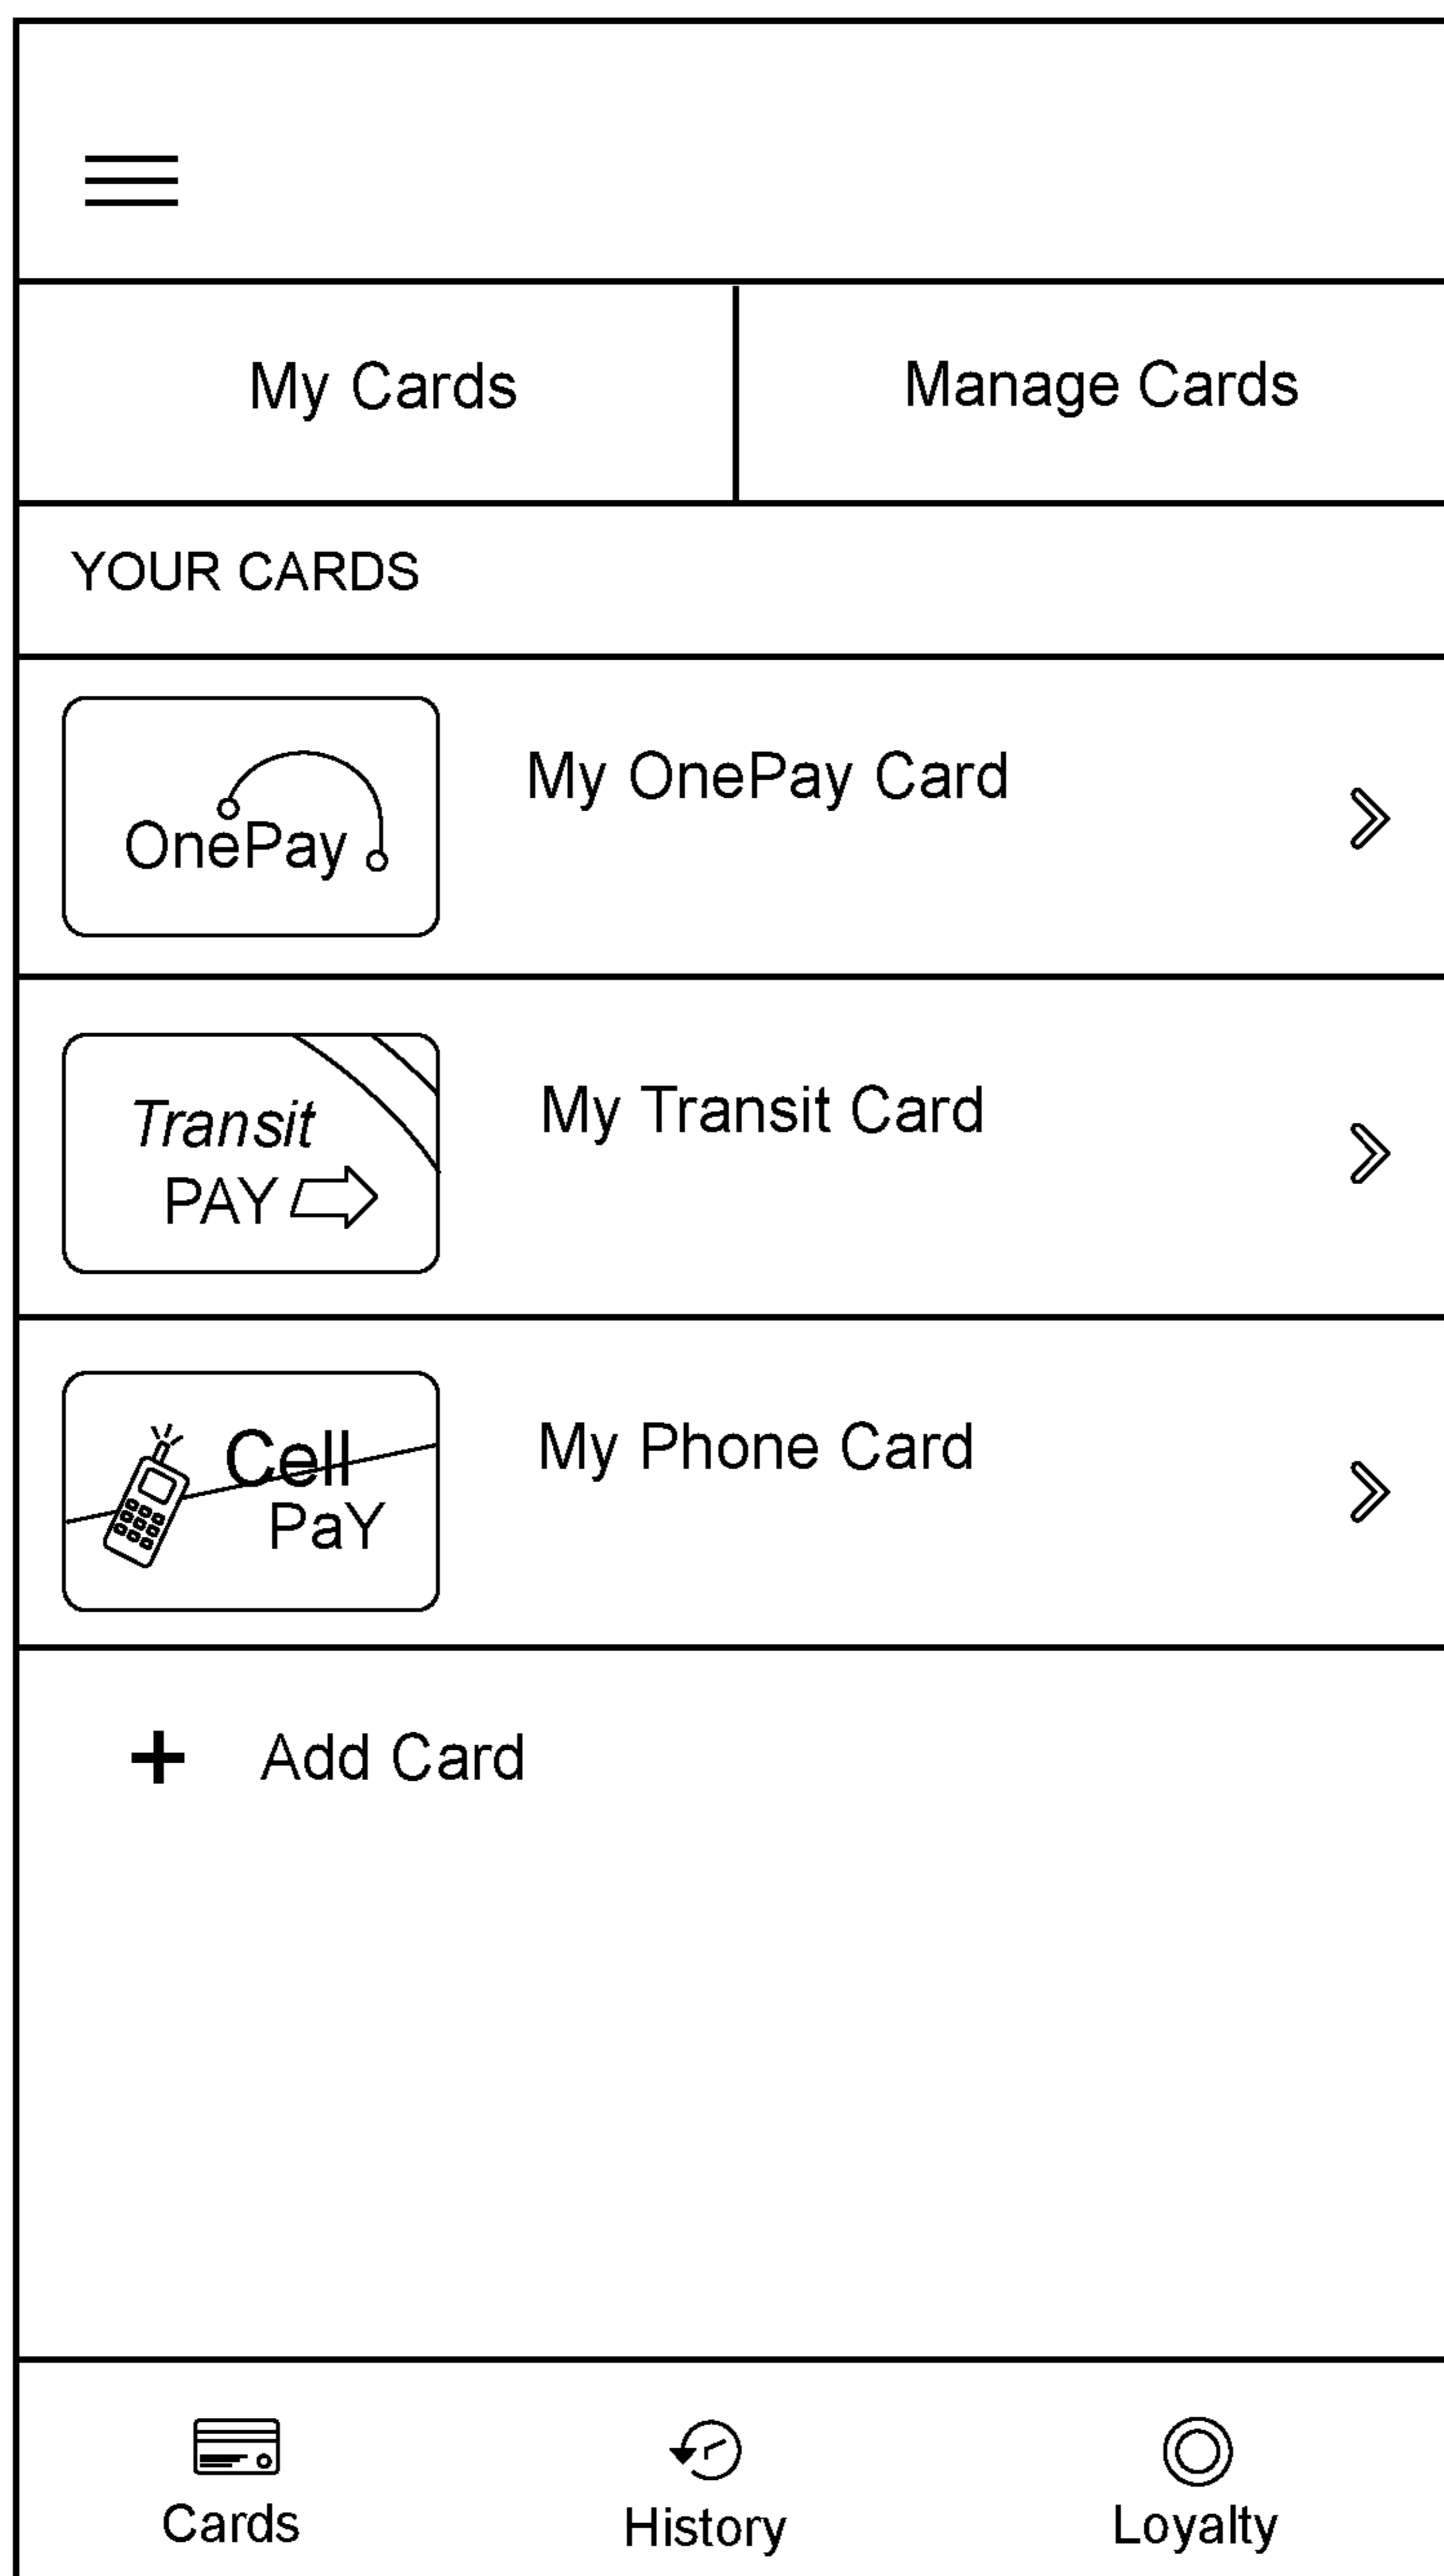 My Cards
Manage Cards
YOUR CARDS
OnePay
My OnePay Card
Transit
PAY
My Transit Card
Cell
PaY
My Phone Card
+ Add Card
Cards
History
Loyalty